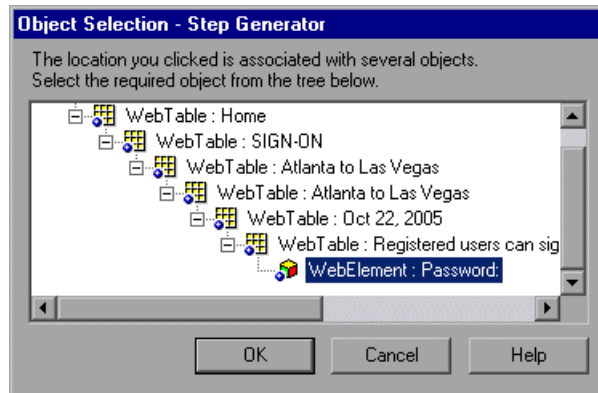 Object Selection - Step Generator
The location you clicked is associated with several objects.
Select the required object from the tree below.
WebTable : Home
WebTable : SIGN-ON
WebTable : Atlanta to Las Vegas
WebTable : Atlanta to Las Vegas
WebTable : Oct 22, 2005
WebTable : Registered users can sig
WebElement : Password:
OK Cancel Help